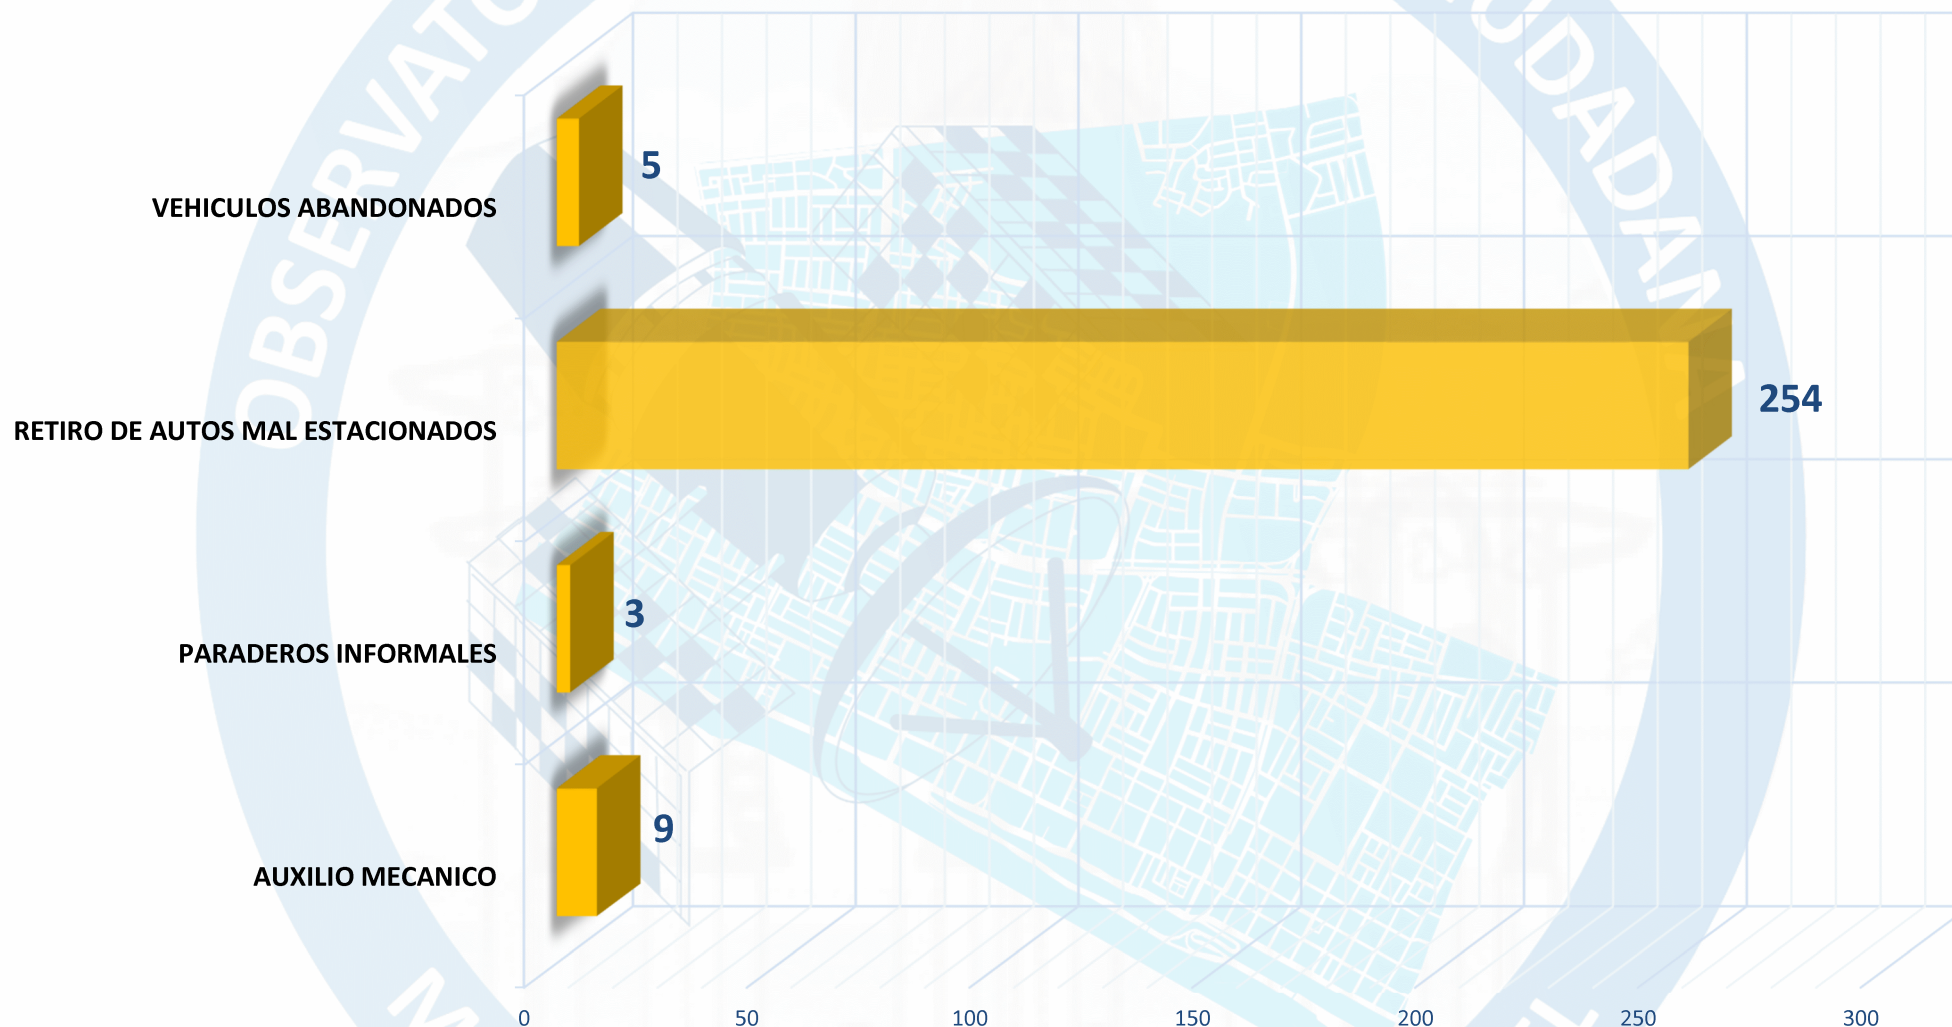 VEHICULOS ABANDONADOS
5
RETIRO DE AUTOS MAL ESTACIONADOS
254
PARADEROS INFORMALES
3
AUXILIO MECANICO
9
0 50 100 150 200 250 300